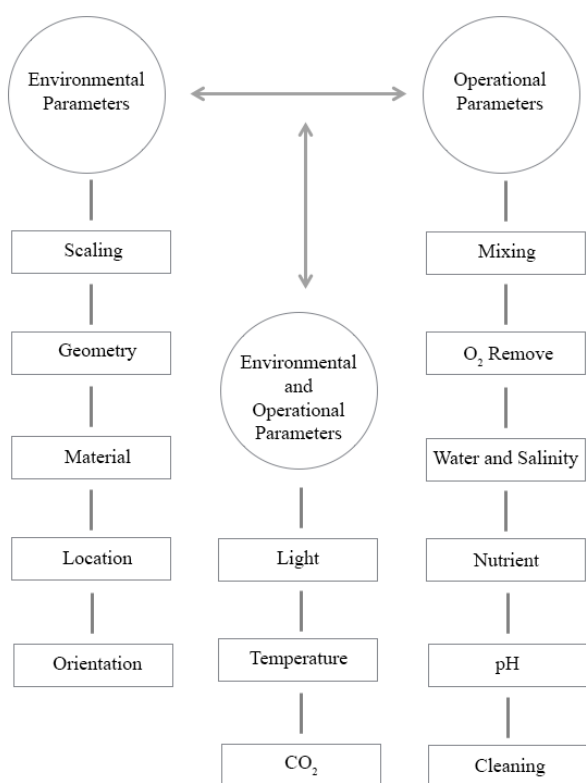 Environmental
Parameters
Scaling
Geometry
Material
Location
Orientation
Environmental
and
Operational
Parameters
Light
Temperature
CO₂
Operational
Parameters
Mixing
O₂ Remove
Water and Salinity
Nutrient
pH
Cleaning